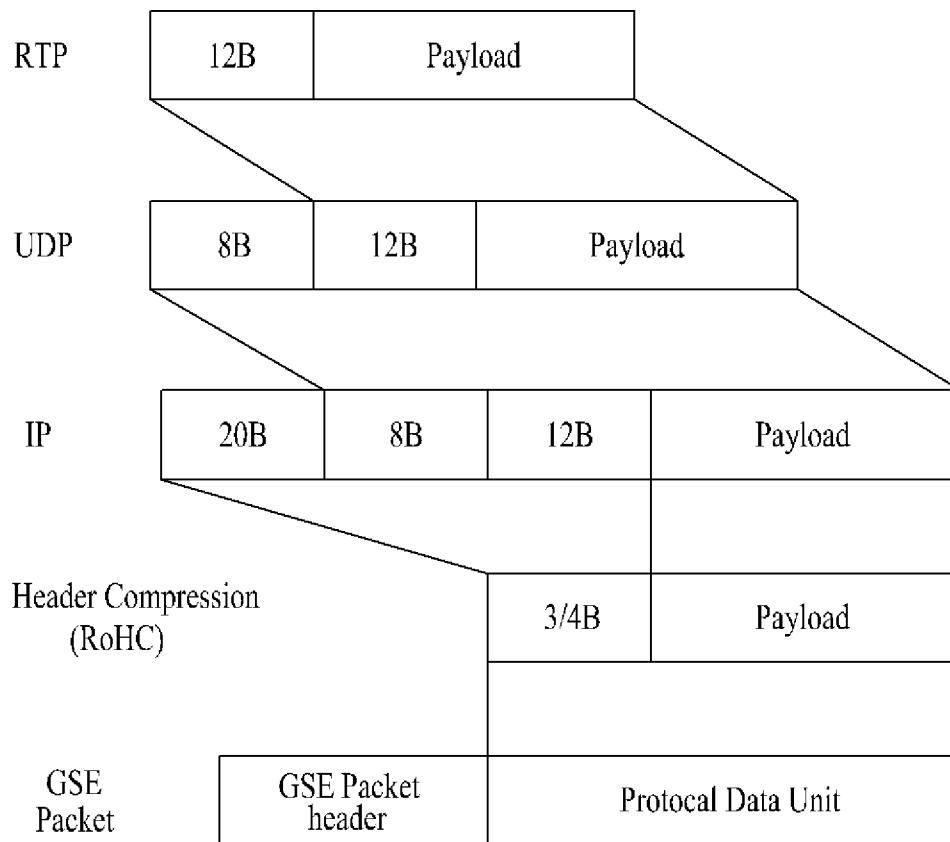 RTP 12B Payload
UDP 8B 12B Payload
IP 20B 8B 12B Payload
Header Compression
(RoHC)
3/4B Payload
GSE
Packet
GSE Packet
header
Protocal Data Unit